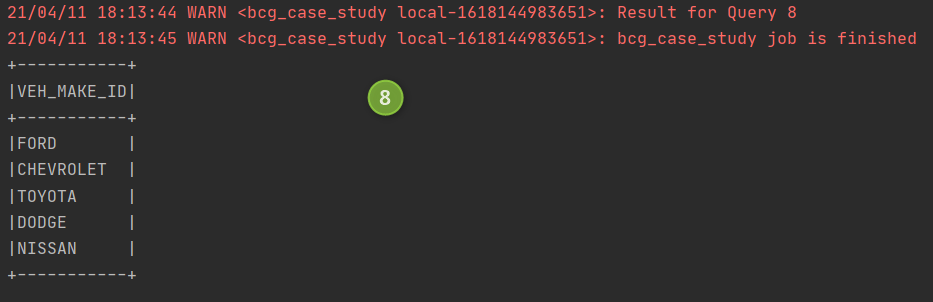 21/04/11 18:13:44 WARN <bcg_case_study local-1618144983651>: Result for Query 8
21/04/11 18:13:45 WARN <bcg_case_study local-1618144983651>: bcg_case_study job is finished
+-----------+
|VEH_MAKE_ID|
8
+-----------+
|FORD       |
|CHEVROLET  |
|TOYOTA     |
|DODGE      |
|NISSAN     |
+-----------+